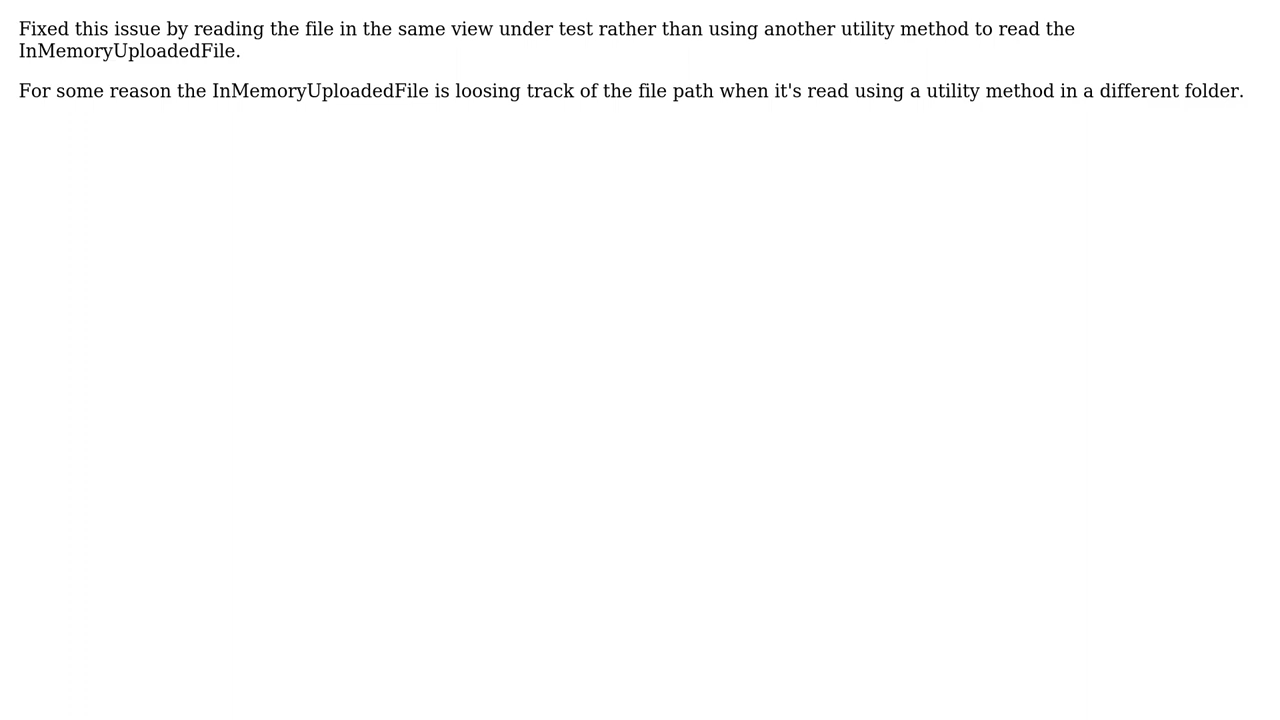 Fixed this issue by reading the file in the same view under test rather than using another utility method to read the
InMemoryUploadedFile.
For some reason the InMemoryUploadedFile is loosing track of the file path when it's read using a utility method in a different folder.